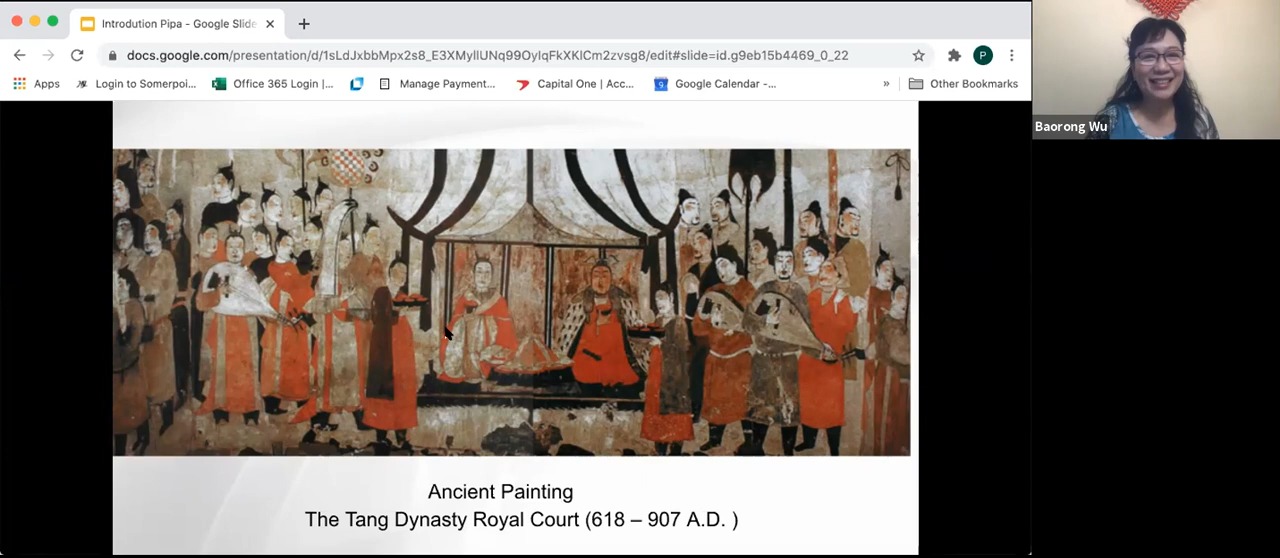 Introdution Pipa - Google Slide
docs.google.com/presentation/d/1sLdJxbbMpx2s8_E3XMyllUNq99OylqFkXKlCm2zvsg8/edit#slide=id.g9eb15b4469_0_22
P
Apps
Login to Somerpoi...
Office 365 Login |...
Manage Payment...
Capital One | Acc...
Google Calendar -...
»
Other Bookmarks
Baorong Wu
Ancient Painting
The Tang Dynasty Royal Court (618 – 907 A.D. )